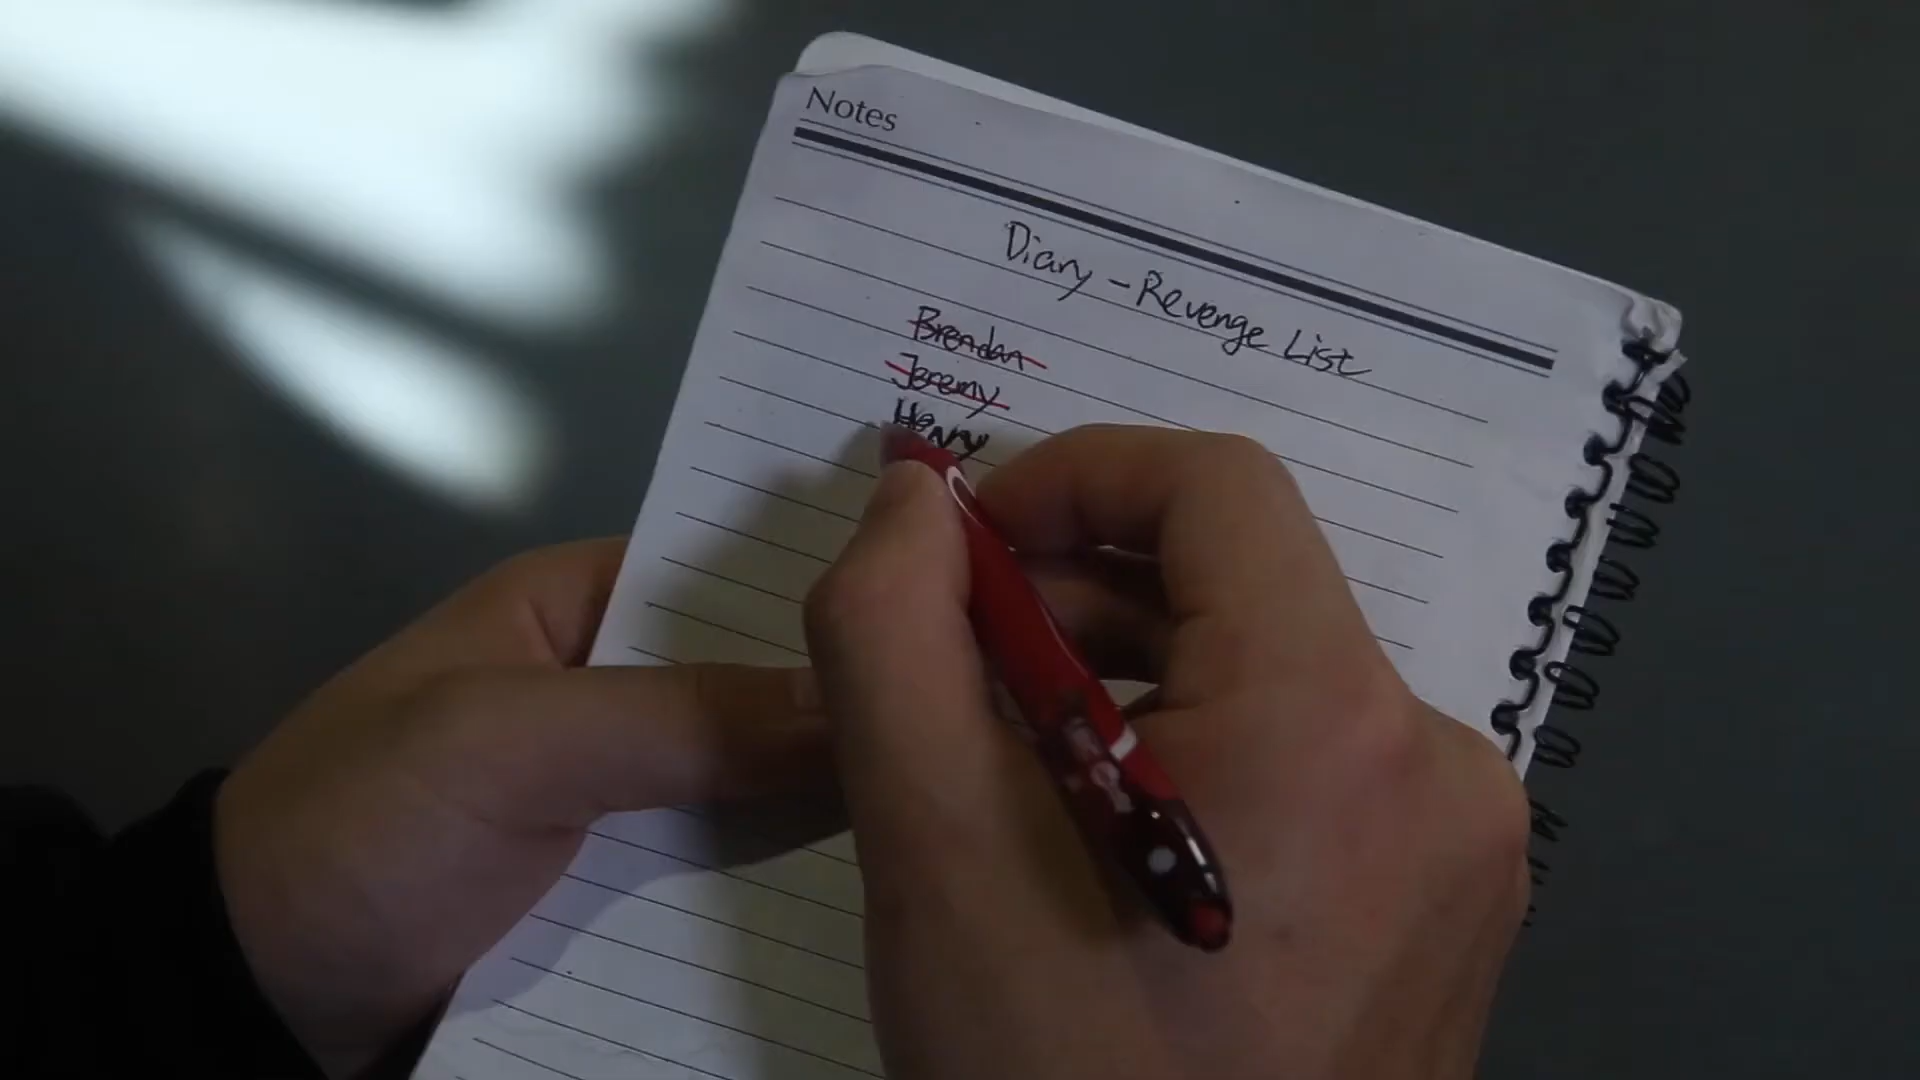 Notes
Diary - Revenge List
Brendan
Jeremy
Henry